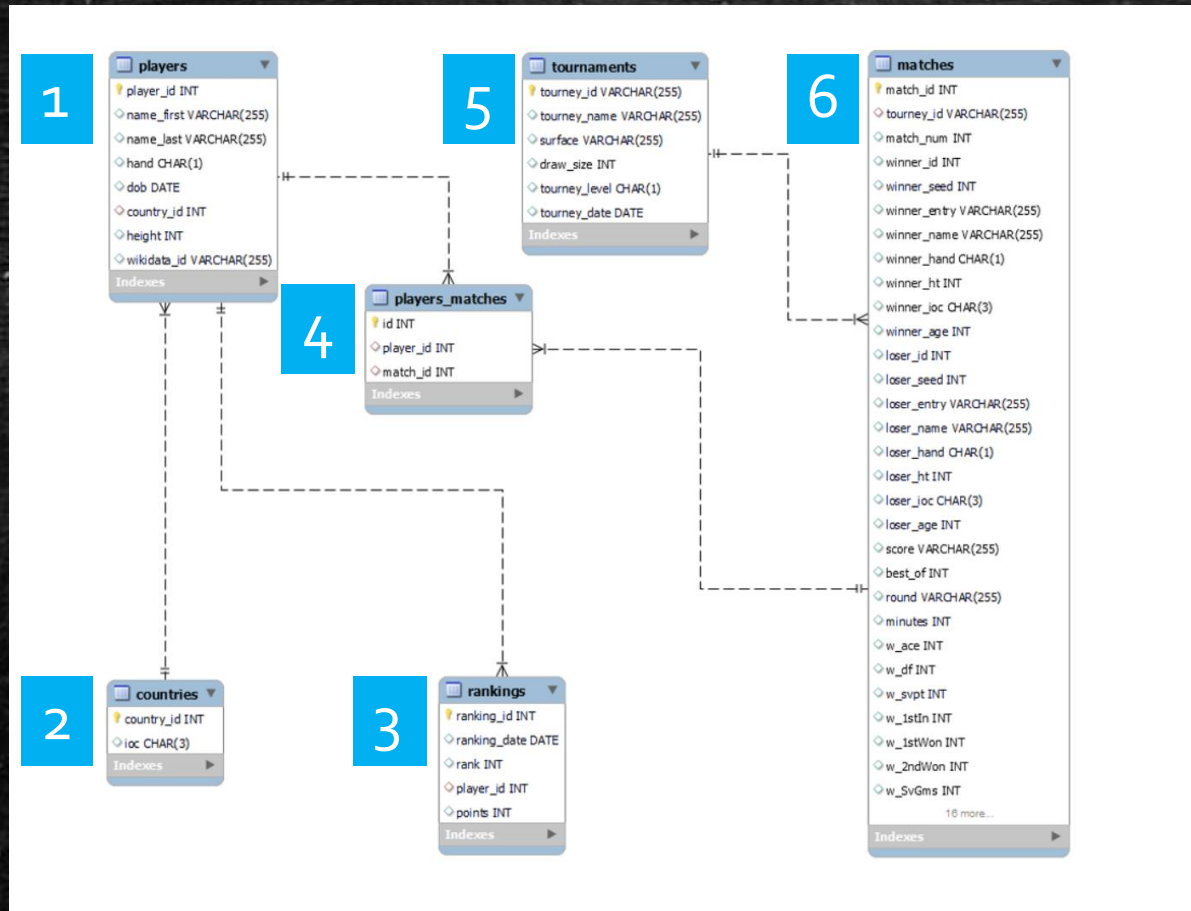 1
players
player_id INT
name_first VARCHAR(255)
name_last VARCHAR(255)
hand CHAR(1)
dob DATE
country_id INT
height INT
wikidata_id VARCHAR(255)
Indexes
2
countries
country_id INT
ioc CHAR(3)
Indexes
3
rankings
ranking_id INT
ranking_date DATE
rank INT
player_id INT
points INT
Indexes
4
players_matches
id INT
player_id INT
match_id INT
Indexes
5
tournaments
tourney_id VARCHAR(255)
tourney_name VARCHAR(255)
surface VARCHAR(255)
draw_size INT
tourney_level CHAR(1)
tourney_date DATE
Indexes
6
matches
match_id INT
tourney_id VARCHAR(255)
match_num INT
winner_id INT
winner_seed INT
winner_entry VARCHAR(255)
winner_name VARCHAR(255)
winner_hand CHAR(1)
winner_ht INT
winner_ioc CHAR(3)
winner_age INT
loser_id INT
loser_seed INT
loser_entry VARCHAR(255)
loser_name VARCHAR(255)
loser_hand CHAR(1)
loser_ht INT
loser_ioc CHAR(3)
loser_age INT
score VARCHAR(255)
best_of INT
round VARCHAR(255)
minutes INT
w_ace INT
w_df INT
w_svpt INT
w_1stIn INT
w_1stWon INT
w_2ndWon INT
w_SvGms INT
16 more...
Indexes